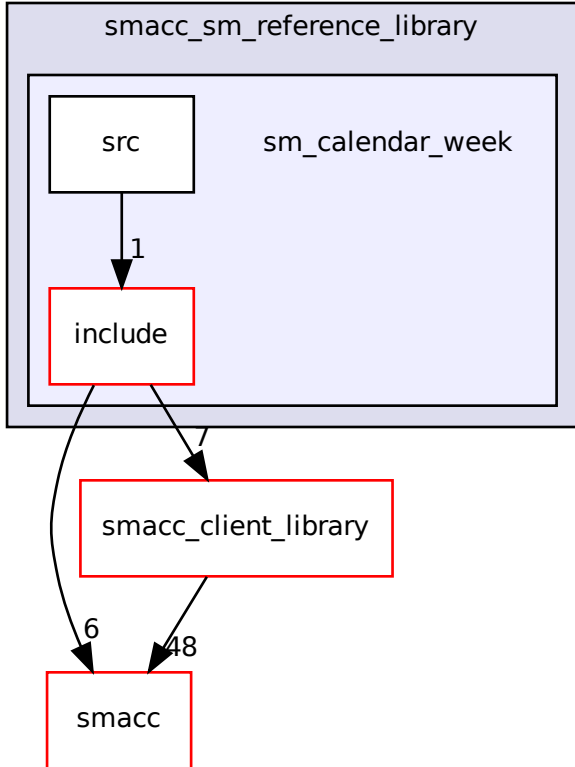 smacc_sm_reference_library
src
sm_calendar_week
1
include
7
smacc_client_library
6
48
smacc